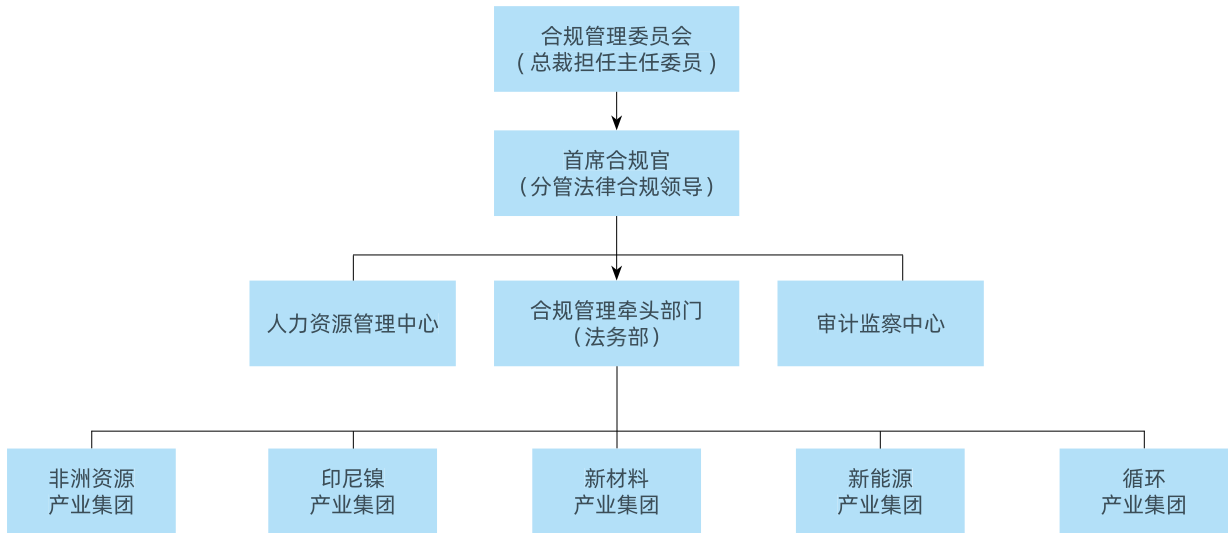 合规管理委员会
(总裁担任主任委员)
首席合规官
(分管法律合规领导)
人力资源管理中心
合规管理牵头部门
(法务部)
审计监察中心
非洲资源
产业集团
印尼镍
产业集团
新材料
产业集团
新能源
产业集团
循环
产业集团